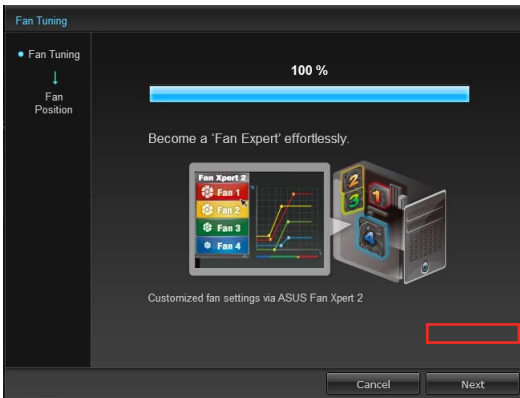 Fan Tuning
Fan Tuning
Fan
Position
100 %
Become a 'Fan Expert' effortlessly.
Fan Xpert 2
Fan 1
Fan 2
Fan 3
Fan 4
2
3
1
4
Customized fan settings via ASUS Fan Xpert 2
Cancel
Next